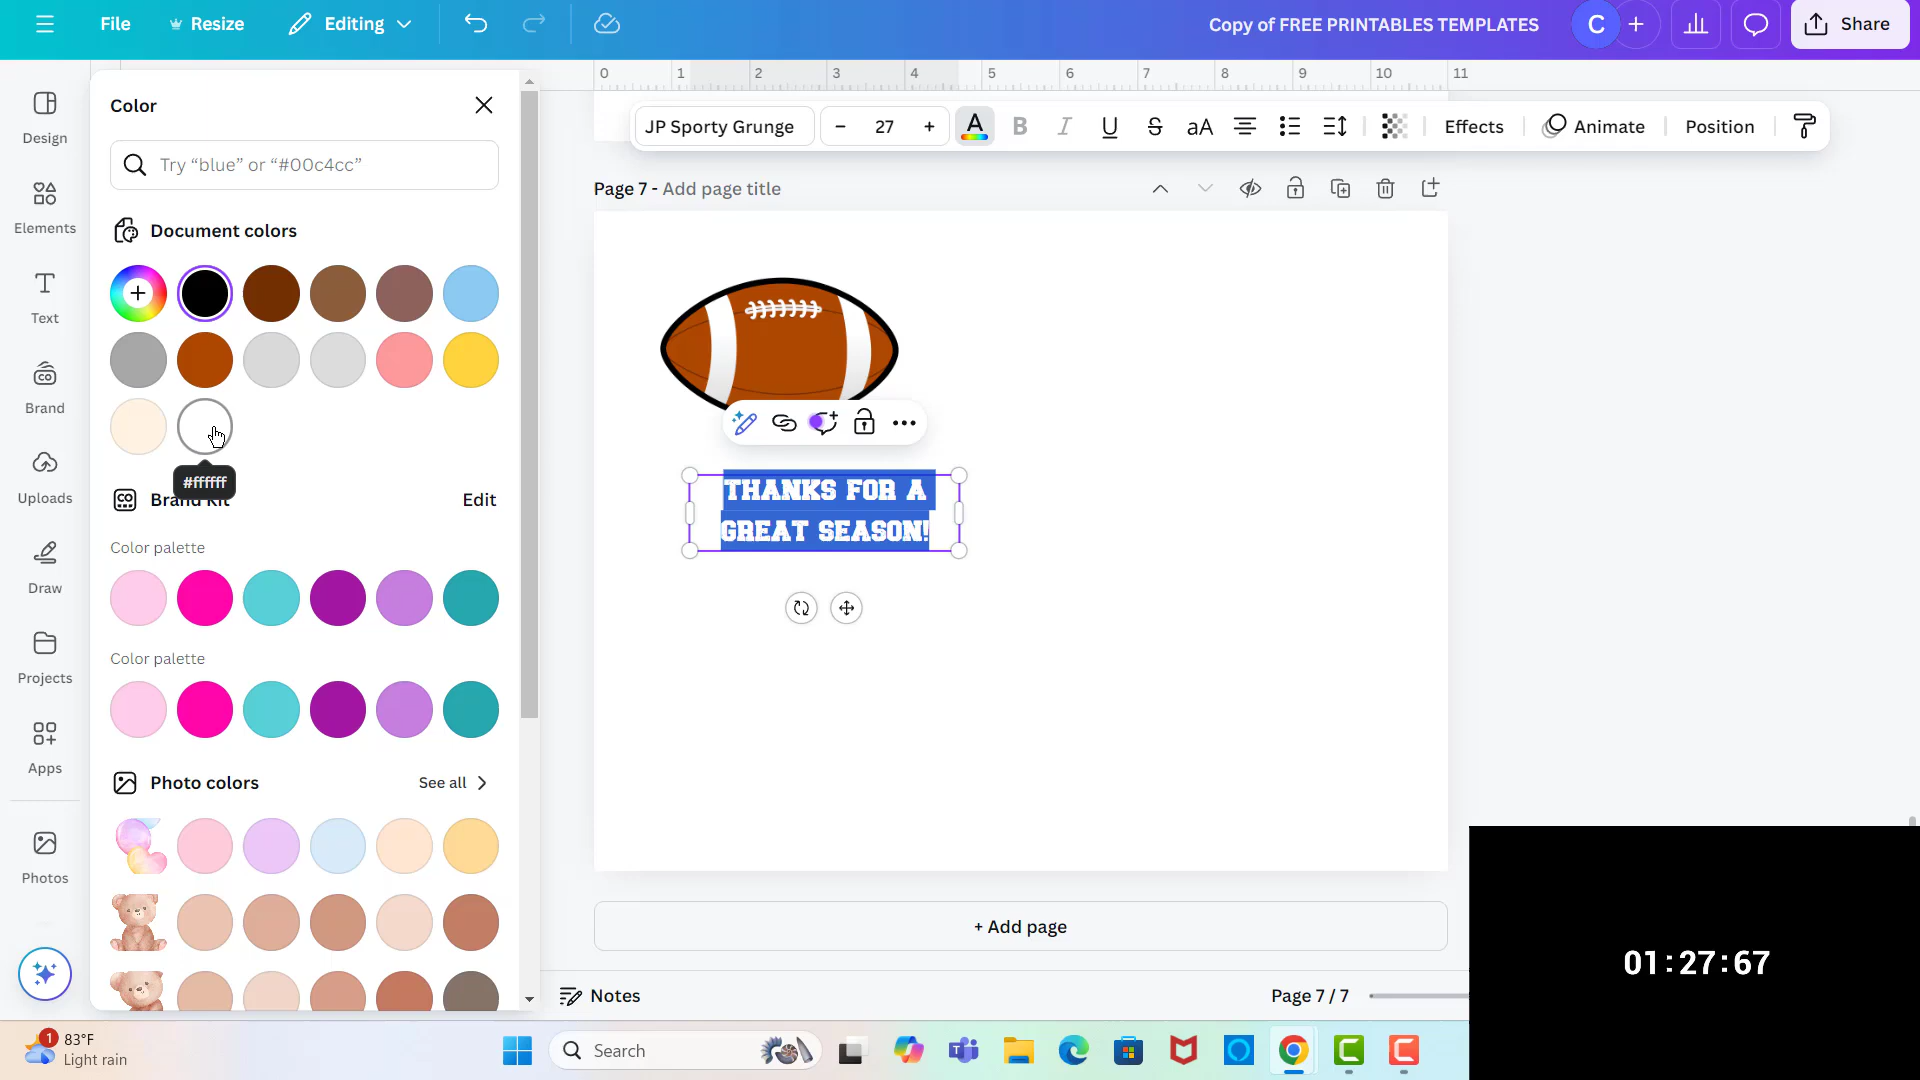 File
Resize
Editing
Copy of FREE PRINTABLES TEMPLATES
C
Share
0 1 2 3 4 5 6 7 8 9 10 11
Design
Elements
Text
Brand
Uploads
Draw
Projects
Apps
Photos
Color
Try “blue” or “#00c4cc”
Document colors
#ffffff
Brand Kit
Edit
Color palette
Color palette
Photo colors
See all
JP Sporty Grunge
– 27 +
A B I U S aA
Effects
Animate
Position
Page 7 - Add page title
THANKS FOR A
GREAT SEASON!
+ Add page
Notes
Page 7 / 7
01:27:67
1
83°F
Light rain
Search